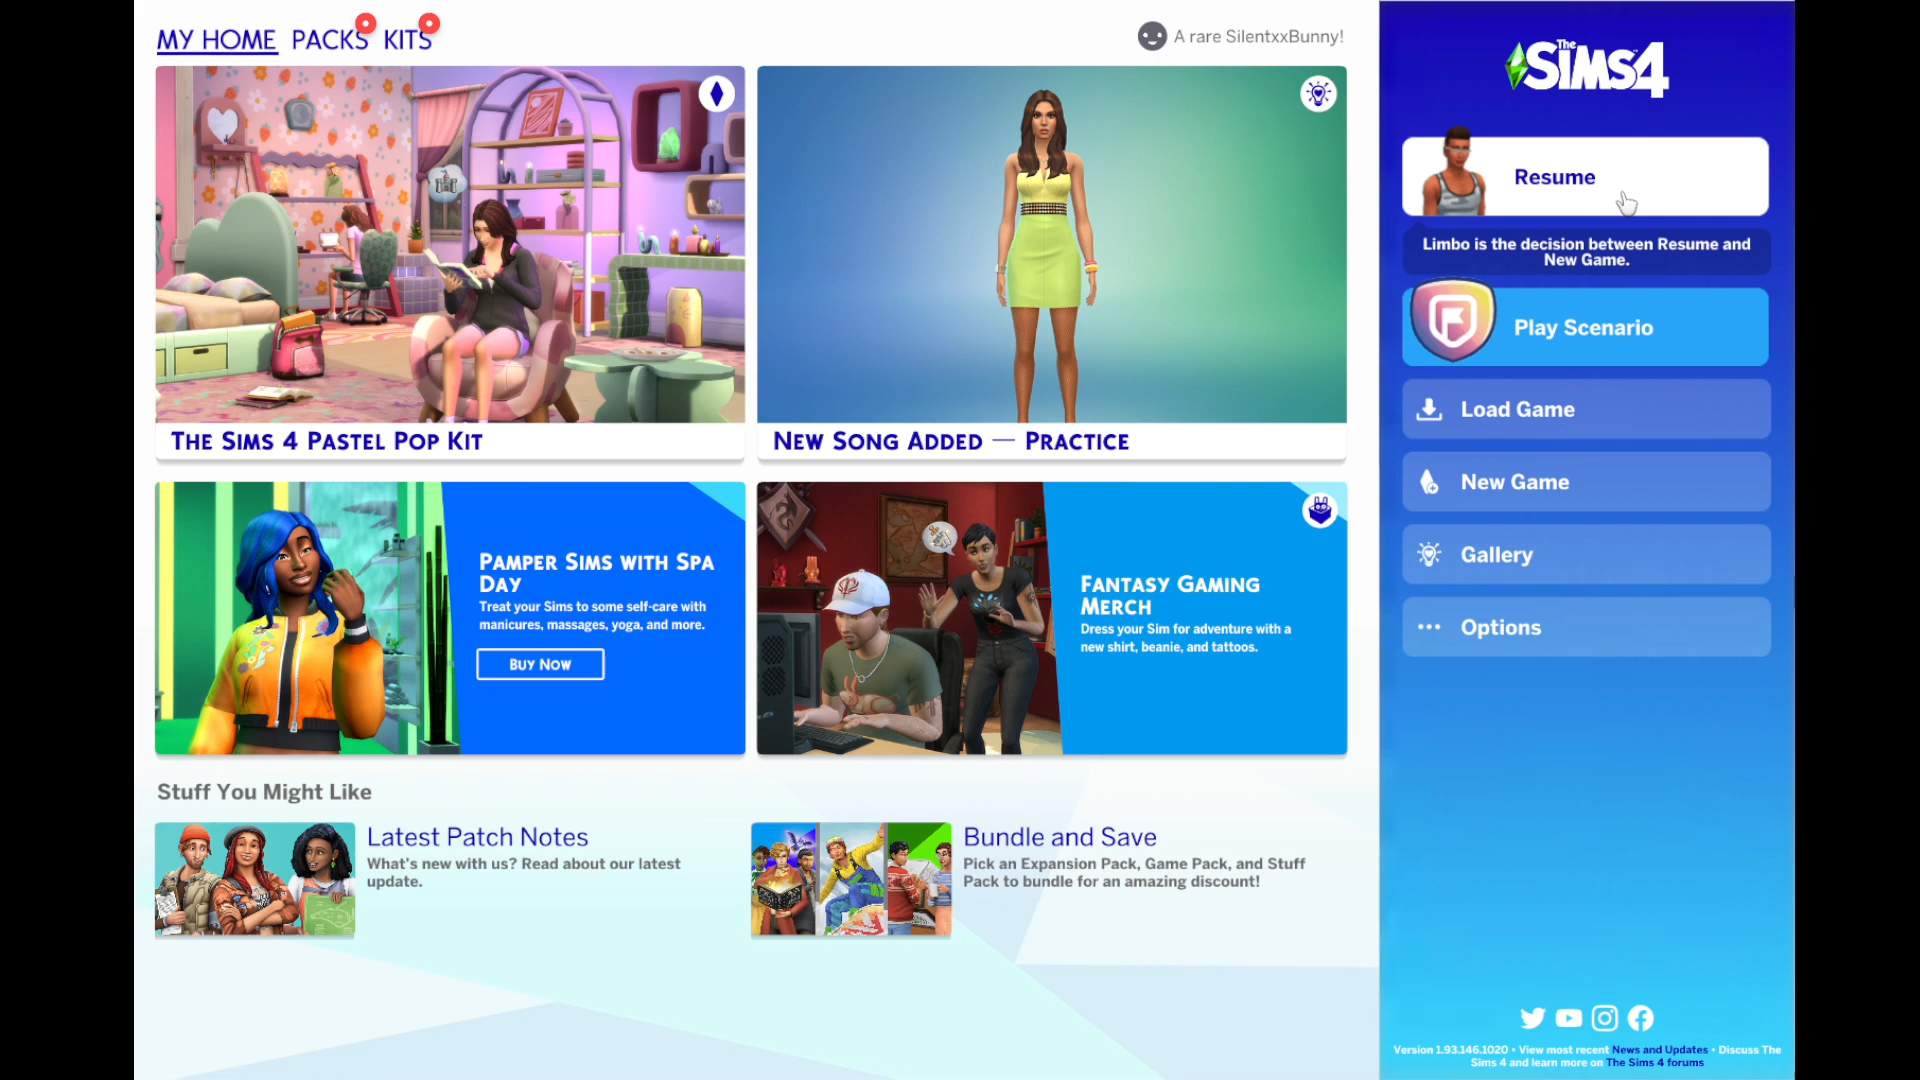 MY HOME PACKS KITS
A rare SilentxxBunny!
The Sims 4 Pastel Pop Kit
New Song Added — Practice
Pamper Sims with Spa
Day
Treat your Sims to some self-care with
manicures, massages, yoga, and more.
Buy Now
Fantasy Gaming
Merch
Dress your Sim for adventure with a
new shirt, beanie, and tattoos.
Stuff You Might Like
Latest Patch Notes
What's new with us? Read about our latest
update.
Bundle and Save
Pick an Expansion Pack, Game Pack, and Stuff
Pack to bundle for an amazing discount!
The Sims 4
Resume
Limbo is the decision between Resume and
New Game.
Play Scenario
Load Game
New Game
Gallery
Options
Version 1.93.146.1020 • View most recent News and Updates • Discuss The
Sims 4 and learn more on The Sims 4 forums